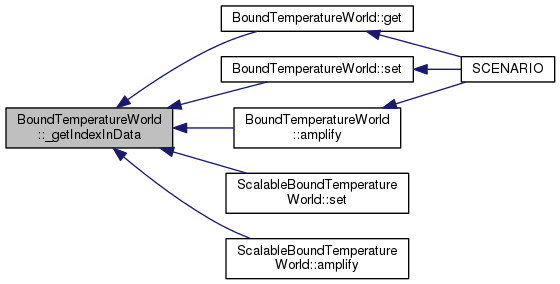 BoundTemperatureWorld::get
BoundTemperatureWorld::set
SCENARIO
BoundTemperatureWorld
::_getIndexInData
BoundTemperatureWorld
::amplify
ScalableBoundTemperature
World::set
ScalableBoundTemperature
World::amplify